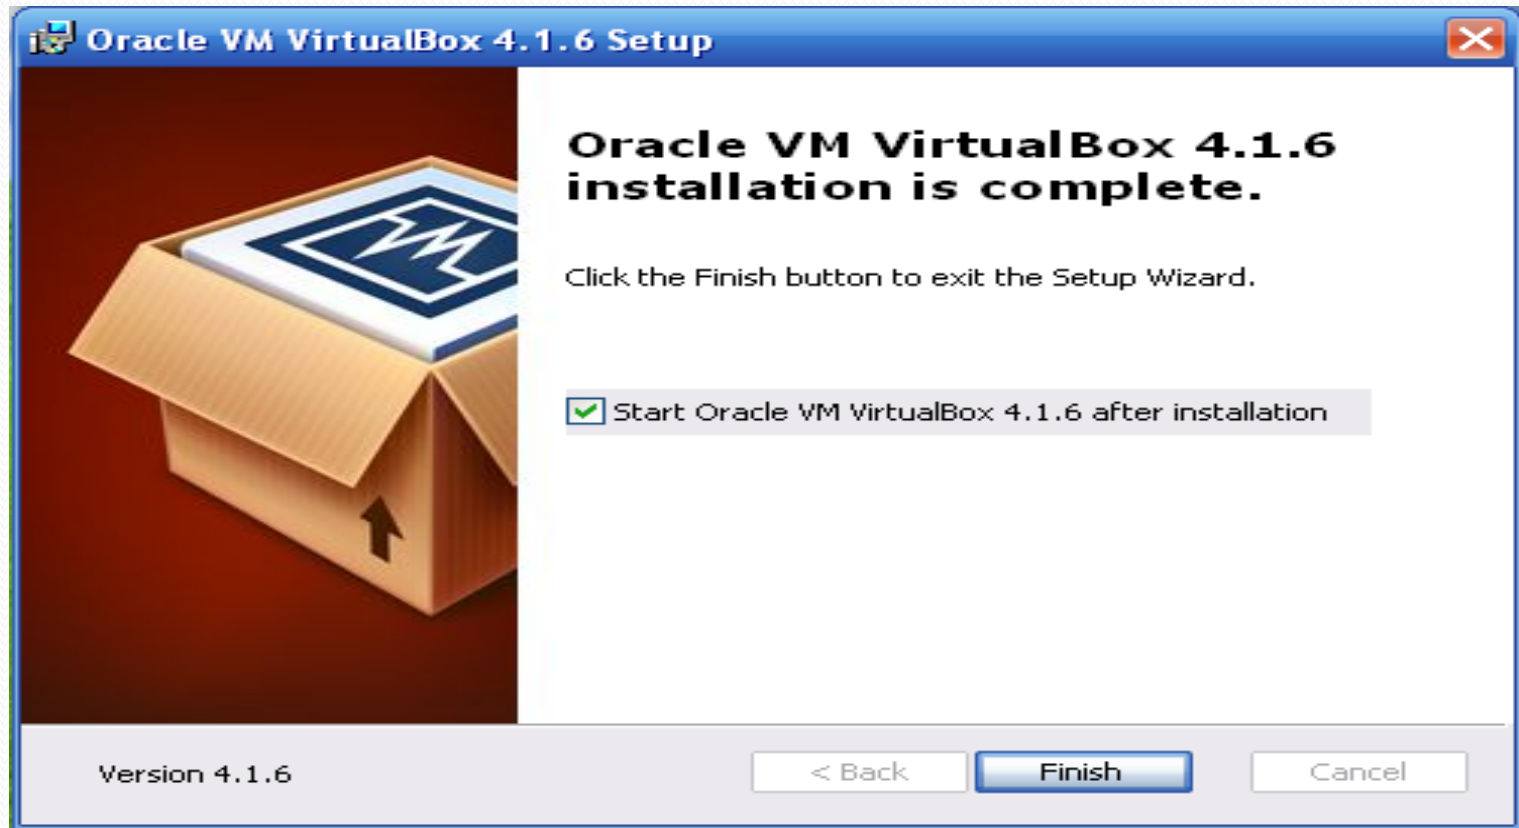 Oracle VM VirtualBox 4.1.6 Setup
Oracle VM VirtualBox 4.1.6
installation is complete.
Click the Finish button to exit the Setup Wizard.
Start Oracle VM VirtualBox 4.1.6 after installation
Version 4.1.6
< Back
Finish
Cancel